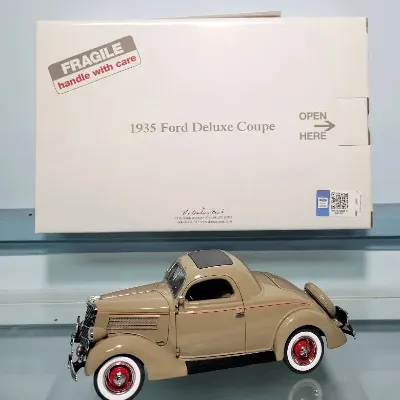 FRAGILE
handle with care
1935 Ford Deluxe Coupe
OPEN
HERE